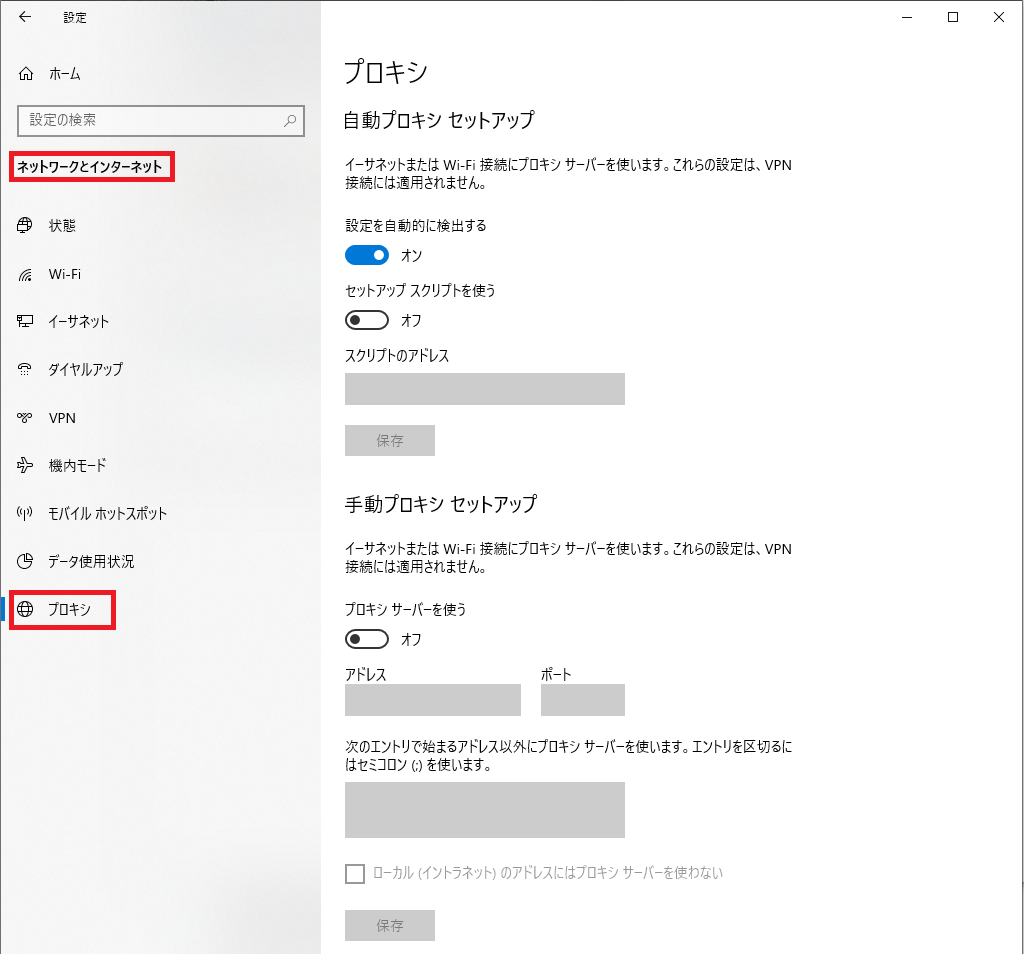 設定
ホーム
設定の検索
ネットワークとインターネット
状態
Wi-Fi
イーサネット
ダイヤルアップ
VPN
機内モード
モバイル ホットスポット
データ使用状況
プロキシ
プロキシ
自動プロキシ セットアップ
イーサネットまたは Wi-Fi 接続にプロキシ サーバーを使います。これらの設定は、VPN
接続には適用されません。
設定を自動的に検出する
オン
セットアップ スクリプトを使う
オフ
スクリプトのアドレス
保存
手動プロキシ セットアップ
イーサネットまたは Wi-Fi 接続にプロキシ サーバーを使います。これらの設定は、VPN
接続には適用されません。
プロキシ サーバーを使う
オフ
アドレス
ポート
次のエントリで始まるアドレス以外にプロキシ サーバーを使います。エントリを区切るに
はセミコロン (;) を使います。
ローカル (イントラネット) のアドレスにはプロキシ サーバーを使わない
保存